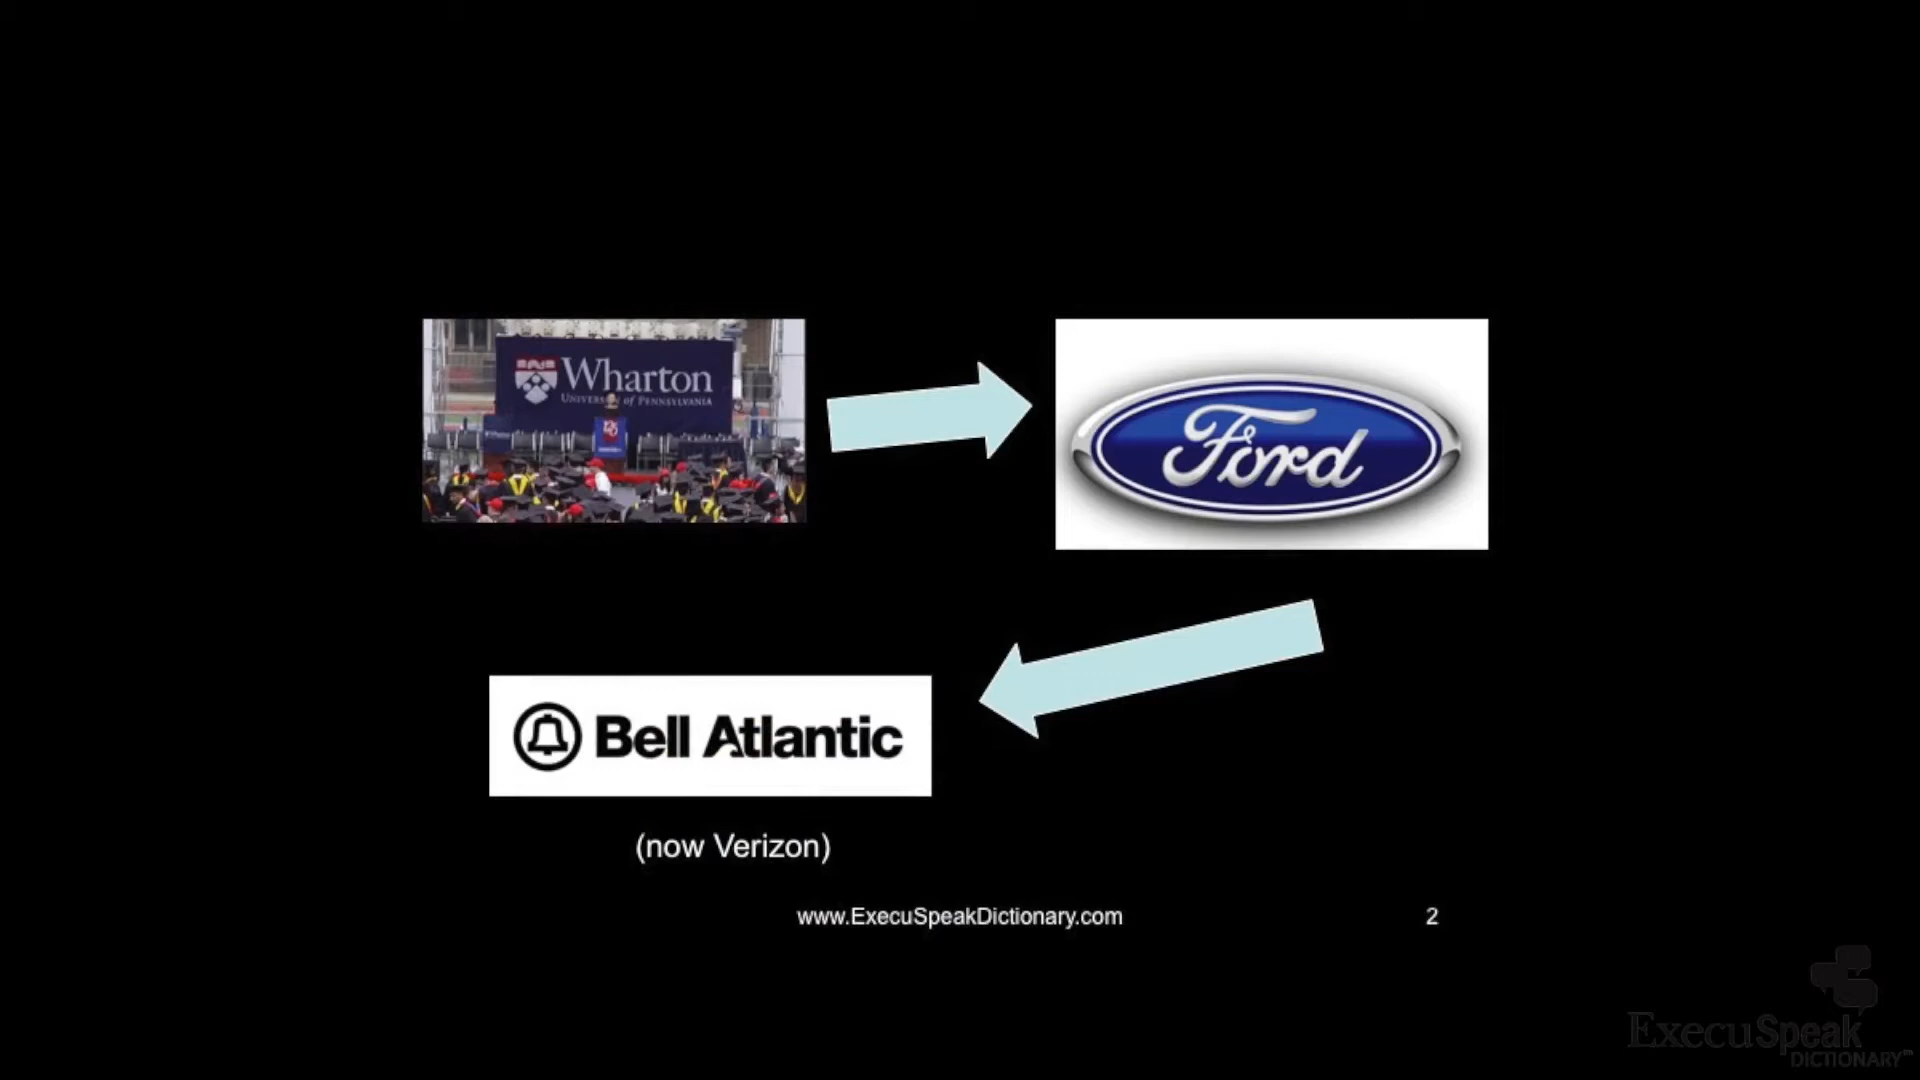 Wharton
UNIVERSITY of PENNSYLVANIA
Ford
Bell Atlantic
(now Verizon)
www.ExecuSpeakDictionary.com
2
ExecuSpeak
DICTIONARY